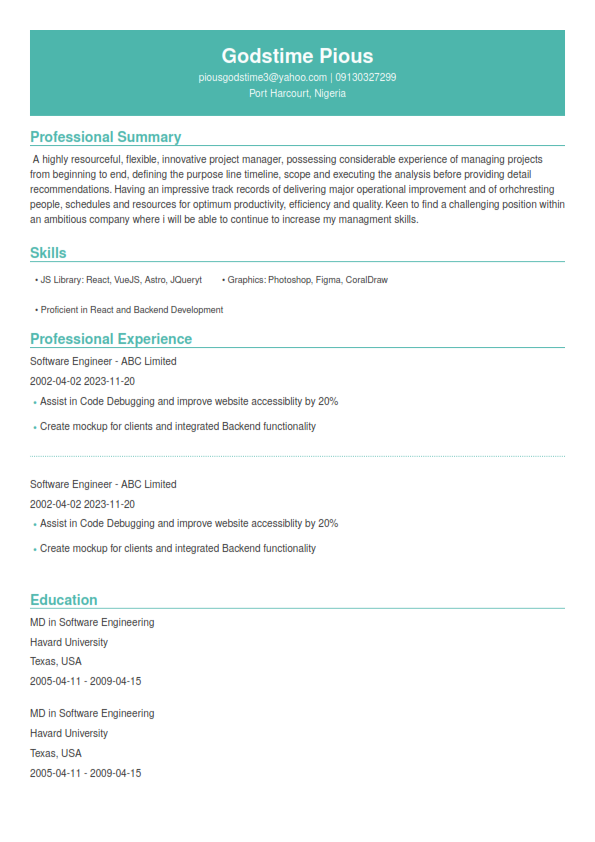 Godstime Pious
piousgodstime3@yahoo.com | 09130327299
Port Harcourt, Nigeria
Professional Summary
A highly resourceful, flexible, innovative project manager, possessing considerable experience of managing projects
from beginning to end, defining the purpose line timeline, scope and executing the analysis before providing detail
recommendations. Having an impressive track records of delivering major operational improvement and of orhchresting
people, schedules and resources for optimum productivity, efficiency and quality. Keen to find a challenging position within
an ambitious company where i will be able to continue to increase my managment skills.
Skills
• JS Library: React, VueJS, Astro, JQueryt • Graphics: Photoshop, Figma, CoralDraw
• Proficient in React and Backend Development
Professional Experience
Software Engineer - ABC Limited
2002-04-02 2023-11-20
• Assist in Code Debugging and improve website accessiblity by 20%
• Create mockup for clients and integrated Backend functionality
Software Engineer - ABC Limited
2002-04-02 2023-11-20
• Assist in Code Debugging and improve website accessiblity by 20%
• Create mockup for clients and integrated Backend functionality
Education
MD in Software Engineering
Havard University
Texas, USA
2005-04-11 - 2009-04-15
MD in Software Engineering
Havard University
Texas, USA
2005-04-11 - 2009-04-15